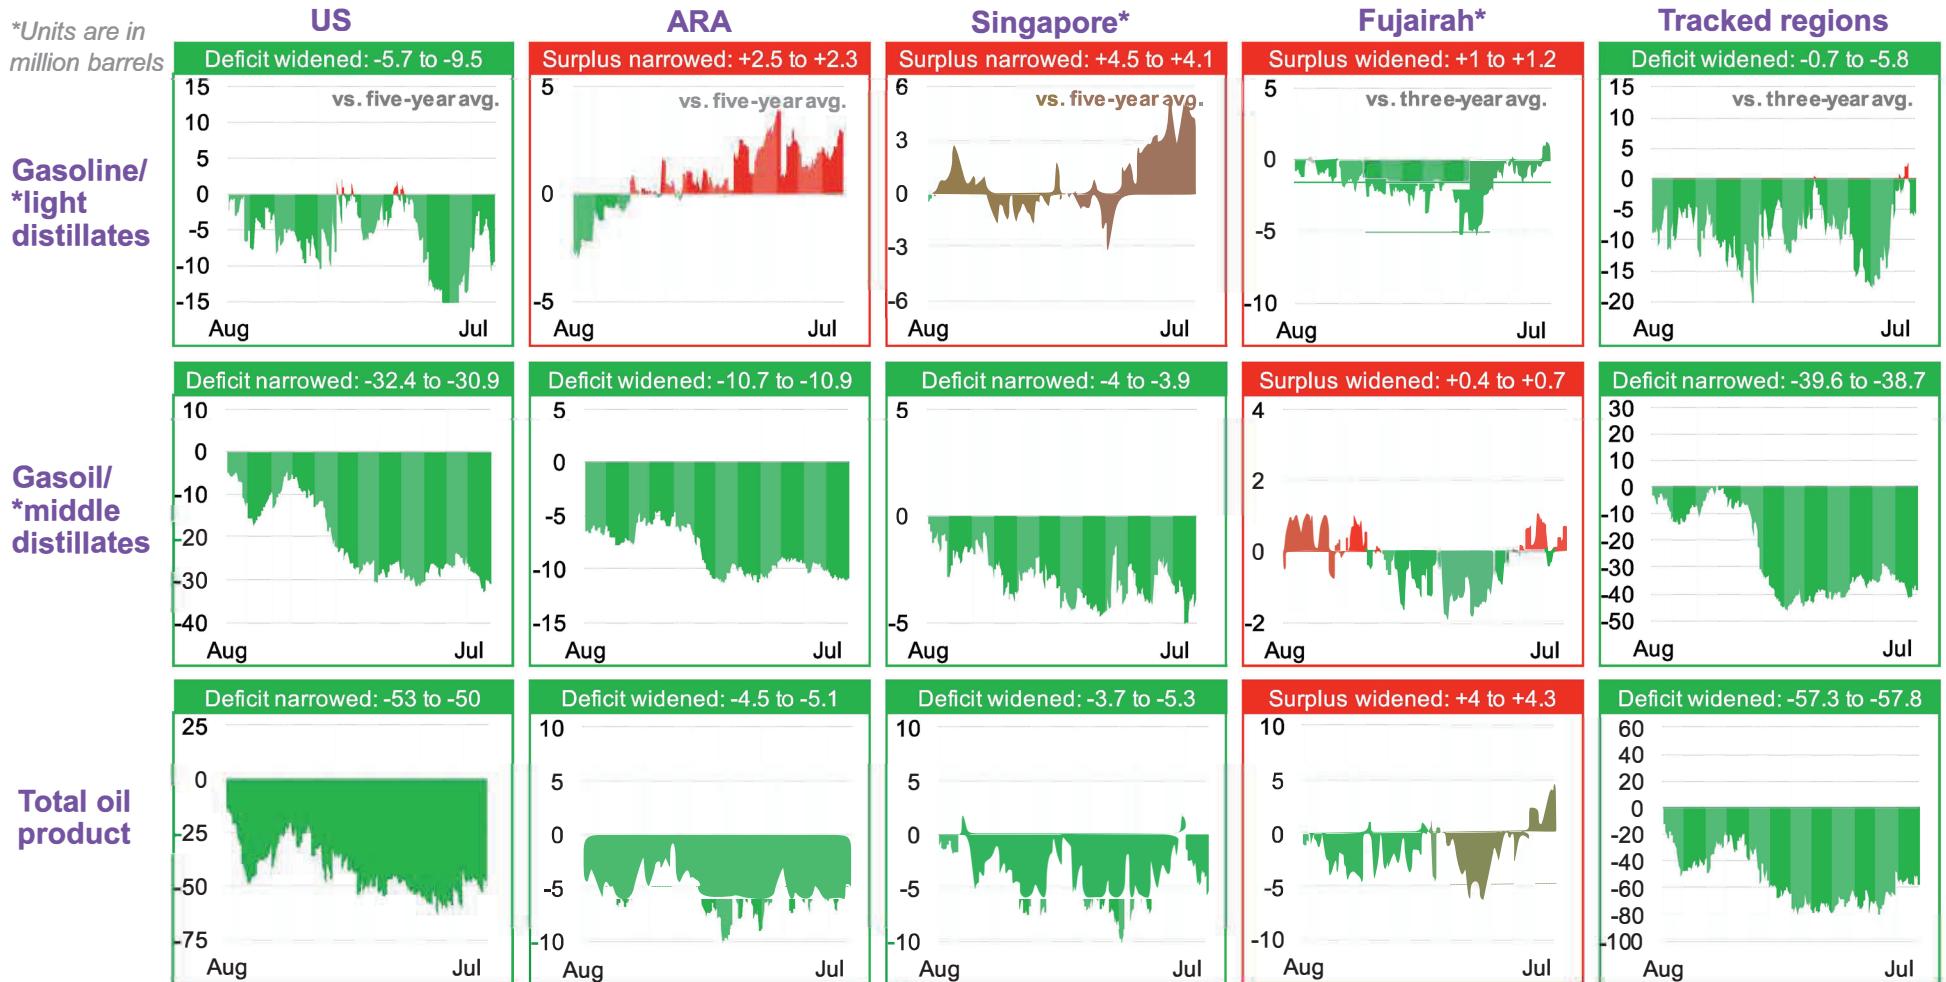 *Units are in
million barrels
US
ARA
Singapore*
Fujairah*
Tracked regions
Gasoline/
*light
distillates
Deficit widened: -5.7 to -9.5
vs. five-year avg.
15
10
5
0
-5
-10
-15
Aug
Jul
Surplus narrowed: +2.5 to +2.3
vs. five-year avg.
5
0
-5
Aug
Jul
Surplus narrowed: +4.5 to +4.1
vs. five-year avg.
6
3
0
-3
-6
Aug
Jul
Surplus widened: +1 to +1.2
vs. three-year avg.
5
0
-5
-10
Aug
Jul
Deficit widened: -0.7 to -5.8
vs. three-year avg.
15
10
5
0
-5
-10
-15
-20
Aug
Jul
Gasoil/
*middle
distillates
Deficit narrowed: -32.4 to -30.9
10
0
-10
-20
-30
-40
Aug
Jul
Deficit widened: -10.7 to -10.9
5
0
-5
-10
-15
Aug
Jul
Deficit narrowed: -4 to -3.9
5
0
-5
Aug
Jul
Surplus widened: +0.4 to +0.7
4
2
0
-2
Aug
Jul
Deficit narrowed: -39.6 to -38.7
30
20
10
0
-10
-20
-30
-40
-50
Aug
Jul
Total oil
product
Deficit narrowed: -53 to -50
25
0
-25
-50
-75
Aug
Jul
Deficit widened: -4.5 to -5.1
10
5
0
-5
-10
Aug
Jul
Deficit widened: -3.7 to -5.3
10
5
0
-5
-10
Aug
Jul
Surplus widened: +4 to +4.3
10
5
0
-5
-10
Aug
Jul
Deficit widened: -57.3 to -57.8
60
40
20
0
-20
-40
-60
-80
-100
Aug
Jul